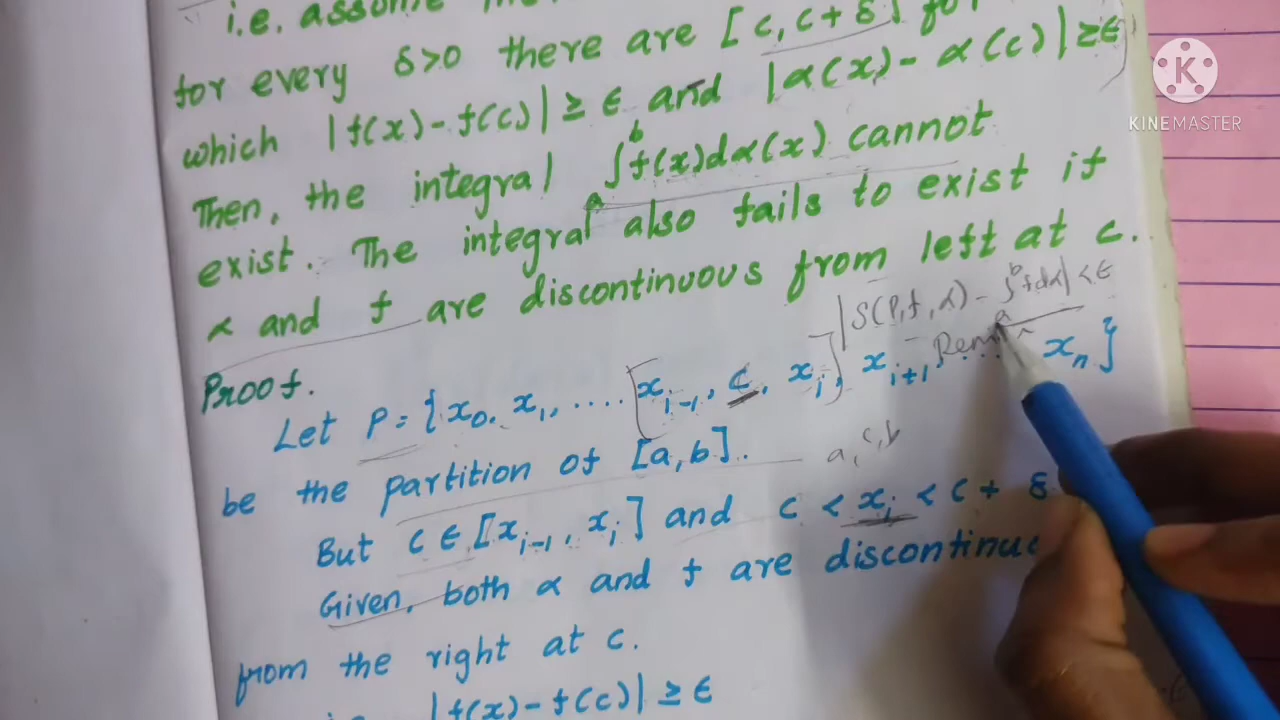 i.e. assume
for every δ>0 there are [c, c+δ] for
which |f(x)-f(c)| ≥ ϵ and |α(x)- α(c)| ≥ϵ
Then, the integral ∫ₐᵇ f(x)dα(x) cannot
exist. The integral also fails to exist if
α and f are discontinuous from left at c.
|S(P,f,α) - ∫ₐᵇ fdα| < ϵ
Proof.
Let P = {x₀, x₁, .... xᵢ₋₁, c, xᵢ, xᵢ₊₁, .... xₙ}
be the partition of [a,b].
a, c, b
But c ∈ [xᵢ₋₁, xᵢ] and c < xᵢ < c + δ
Given, both α and f are
from the right at c.
|f(x)-f(c)| ≥ ϵ
KINEMASTER